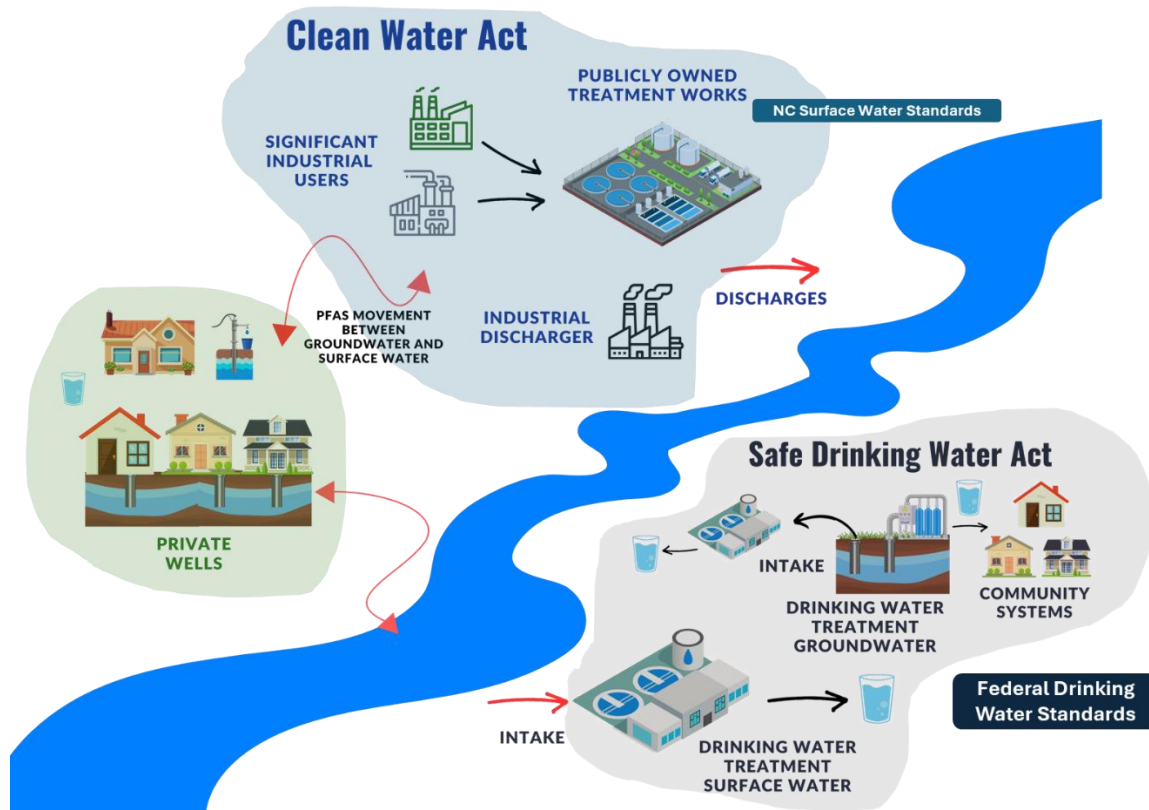 Clean Water Act
PUBLICLY OWNED
TREATMENT WORKS
NC Surface Water Standards
SIGNIFICANT
INDUSTRIAL
USERS
PFAS MOVEMENT
BETWEEN
GROUNDWATER AND
SURFACE WATER
INDUSTRIAL
DISCHARGER
DISCHARGES
PRIVATE
WELLS
Safe Drinking Water Act
INTAKE
DRINKING WATER
TREATMENT
GROUNDWATER
COMMUNITY
SYSTEMS
Federal Drinking
Water Standards
INTAKE
DRINKING WATER
TREATMENT
SURFACE WATER